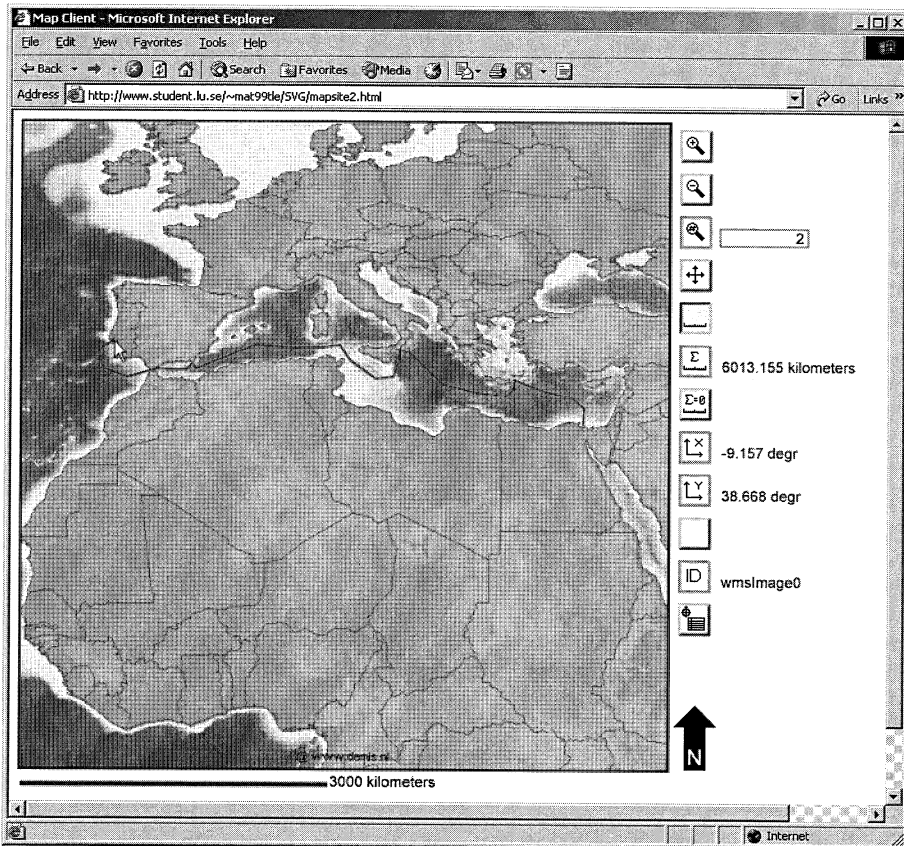 Map Client - Microsoft Internet Explorer
File Edit View Favorites Tools Help
Back Search Favorites Media
Address http://www.student.lu.se/~mat99tle/SVG/mapsite2.html Go Links »
2
Σ 6013.155 kilometers
Σ=0
X -9.157 degr
Y 38.668 degr
ID wmsImage0
www.demis.nl
N
3000 kilometers
Internet